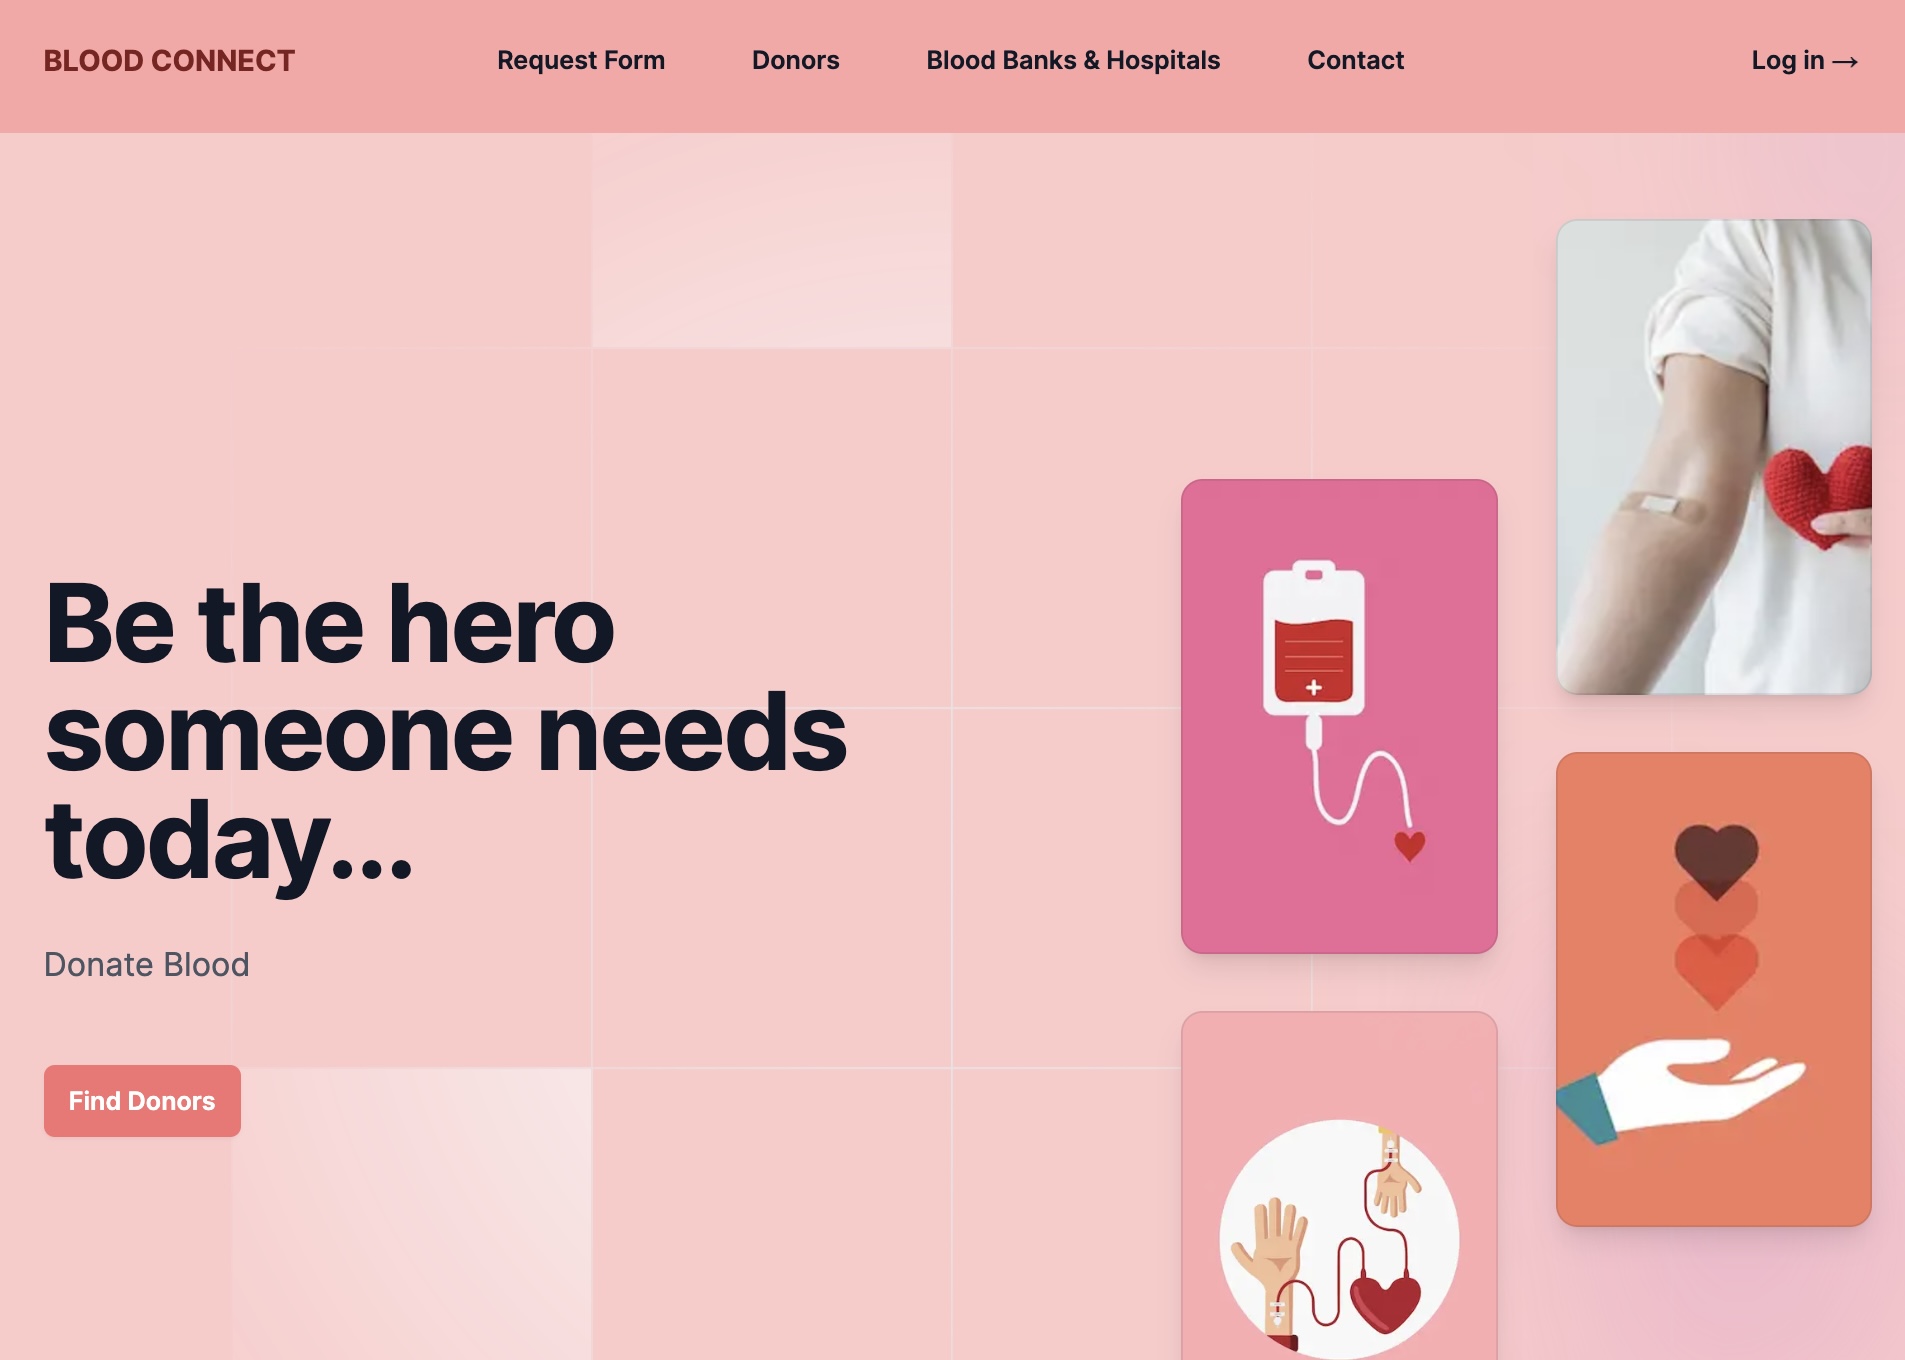 BLOOD CONNECT
Request Form
Donors
Blood Banks & Hospitals
Contact
Log in →
Be the hero
someone needs
today...
Donate Blood
Find Donors